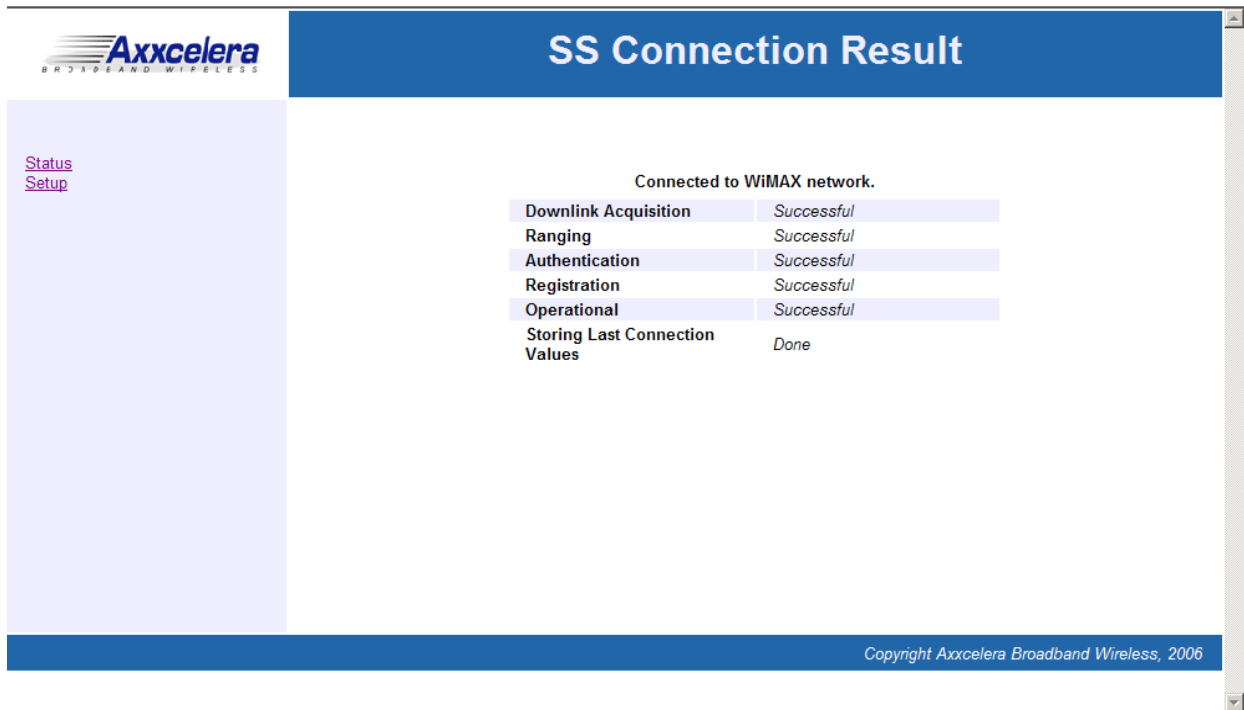 Axxcelera
BROADBAND WIRELESS
SS Connection Result
Status
Setup
Connected to WiMAX network.
Downlink Acquisition Successful
Ranging Successful
Authentication Successful
Registration Successful
Operational Successful
Storing Last Connection
Values Done
Copyright Axxcelera Broadband Wireless, 2006